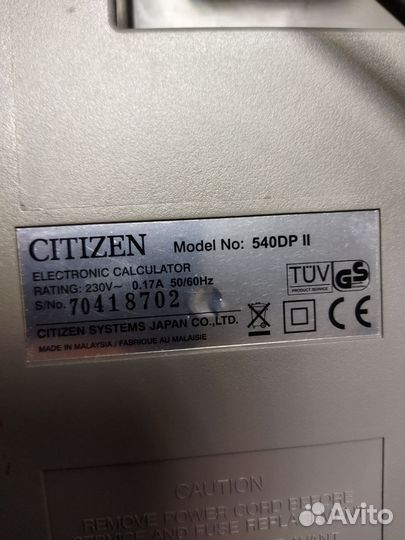 CITIZEN Model No: 540DP II
ELECTRONIC CALCULATOR
RATING: 230V~ 0.17A 50/60Hz
S/No. 70418702
CITIZEN SYSTEMS JAPAN CO.,LTD.
MADE IN MALAYSIA / FABRIQUE AU MALAISIE
TÜV GS
PRODUCT SERVICE
CE
CAUTION
REMOVE POWER CORD BEFORE
SERVICE AND FUSE REPLACEMENT
AVANT
Avito